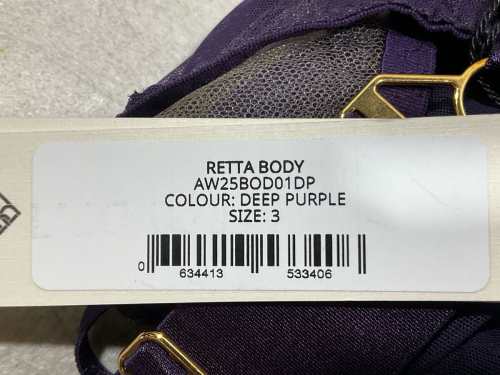 RETTA BODY
AW25BOD01DP
COLOUR: DEEP PURPLE
SIZE: 3
0 634413 533406